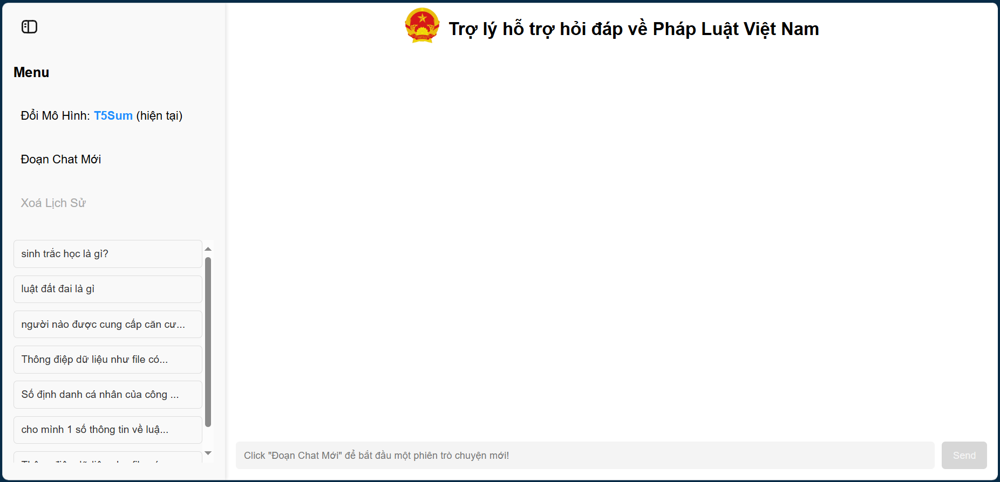 Trợ lý hỗ trợ hỏi đáp về Pháp Luật Việt Nam
Menu
Đổi Mô Hình: T5Sum (hiện tại)
Đoạn Chat Mới
Xoá Lịch Sử
sinh trắc học là gì?
luật đất đai là gì
người nào được cung cấp căn cư...
Thông điệp dữ liệu như file có...
Số định danh cá nhân của công ...
cho mình 1 số thông tin về luậ...
Click "Đoạn Chat Mới" để bắt đầu một phiên trò chuyện mới!
Send